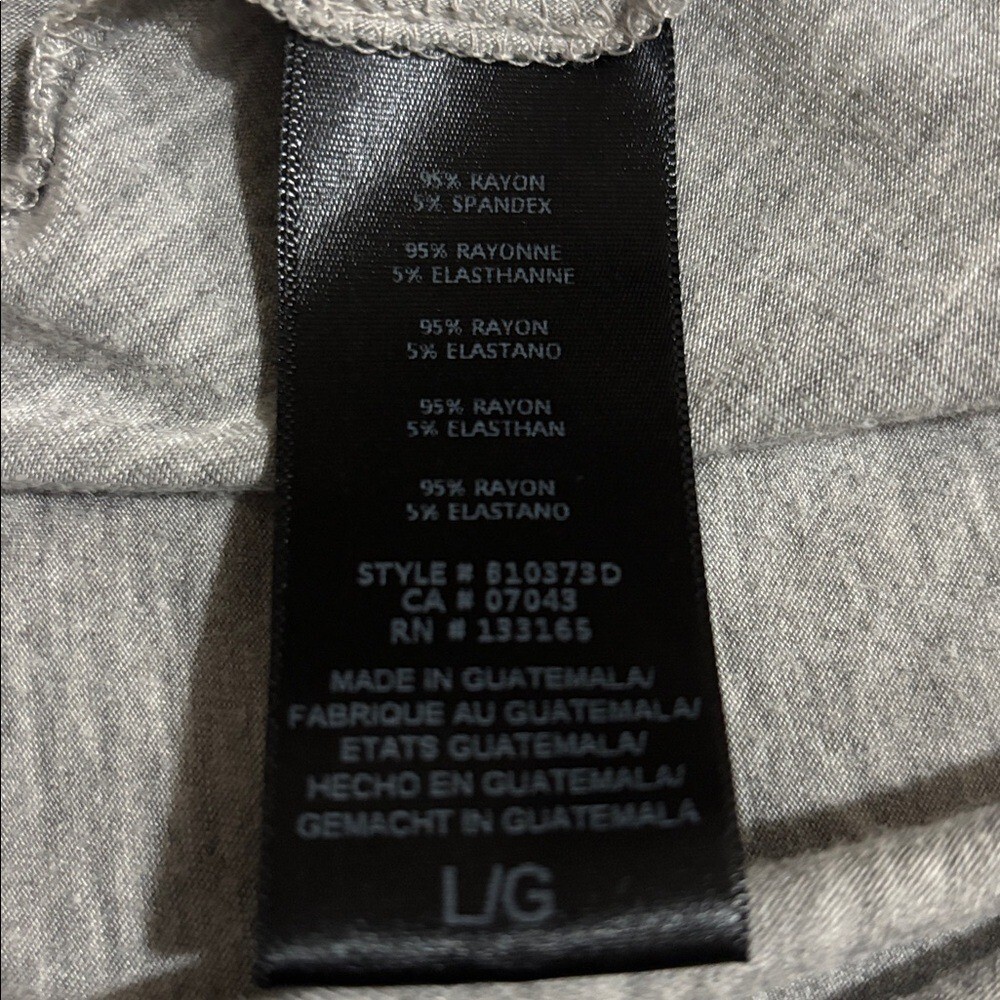 95% RAYON
5% SPANDEX
95% RAYONNE
5% ELASTHANNE
95% RAYON
5% ELASTANO
95% RAYON
5% ELASTHAN
95% RAYON
5% ELASTANO
STYLE # 810373D
CA # 07043
RN # 133165
MADE IN GUATEMALA/
FABRIQUE AU GUATEMALA/
ETATS GUATEMALA/
HECHO EN GUATEMALA/
GEMACHT IN GUATEMALA
L/G